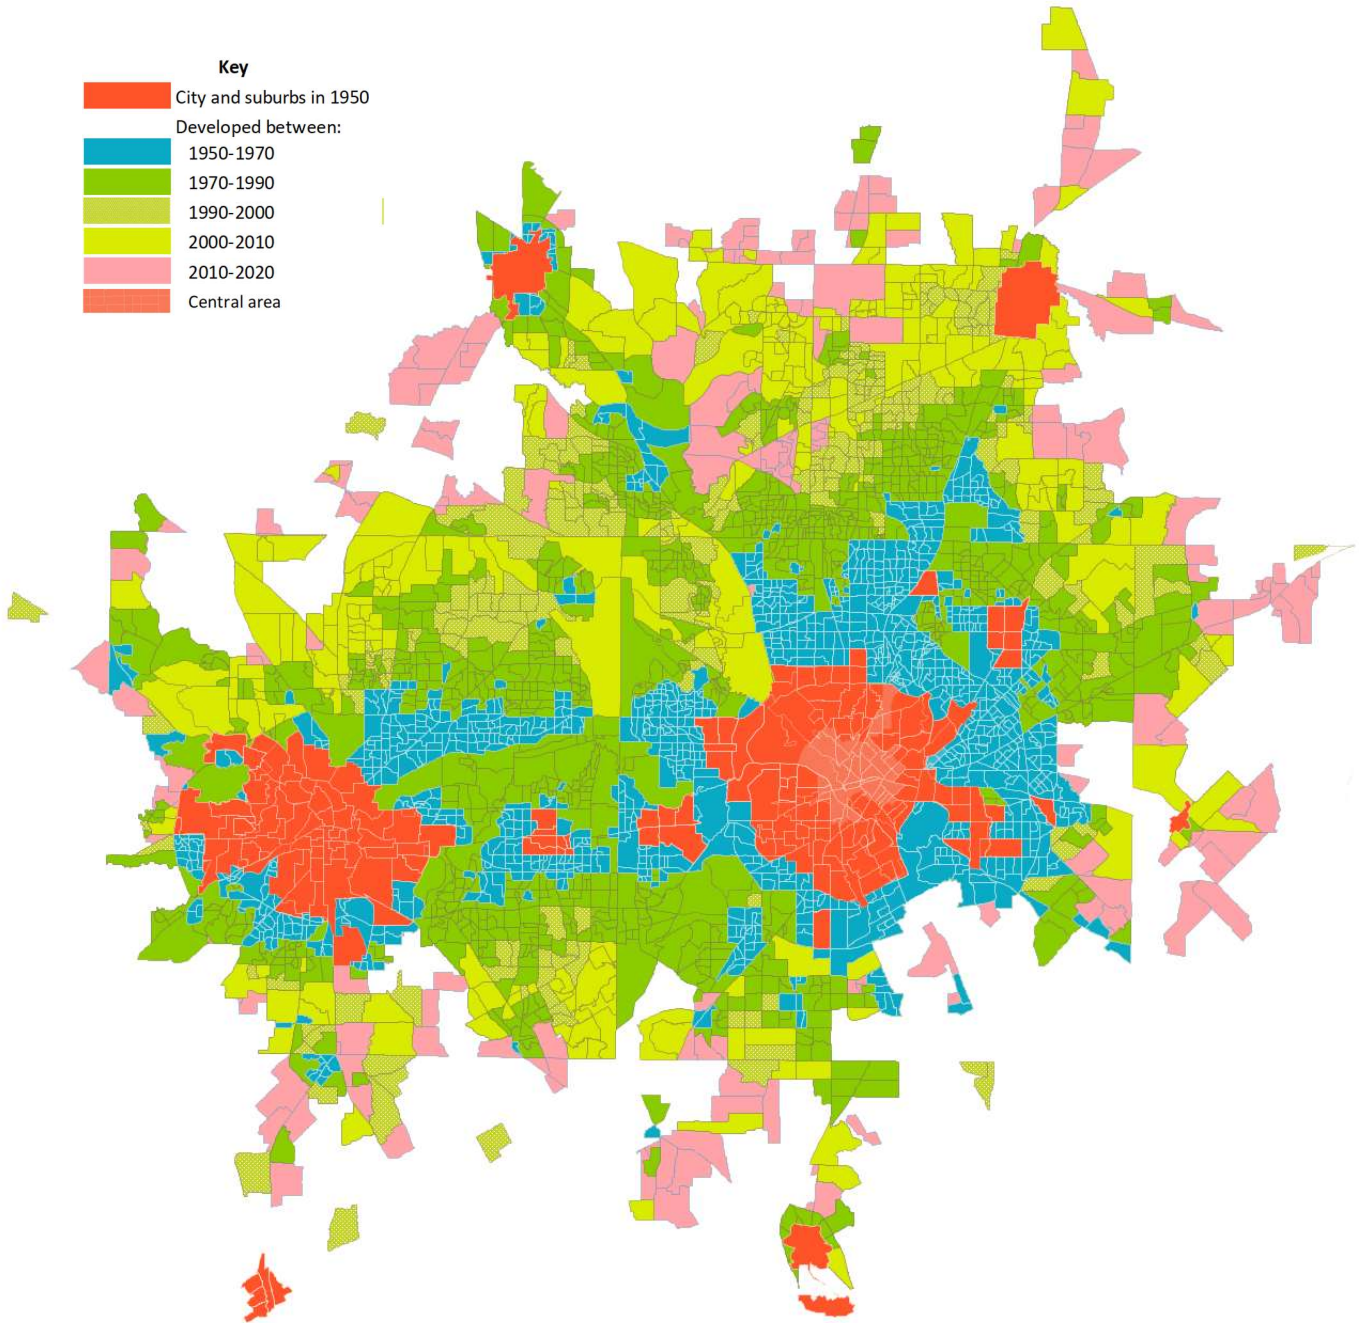 Key
City and suburbs in 1950
Developed between:
1950-1970
1970-1990
1990-2000
2000-2010
2010-2020
Central area